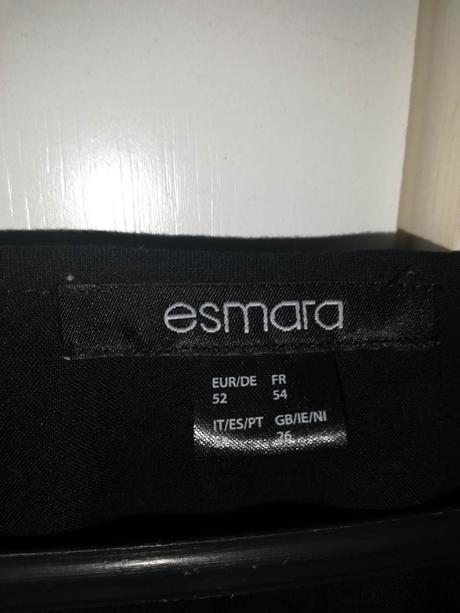 esmara
EUR/DE FR
52 54
IT/ES/PT GB/IE/NI
26